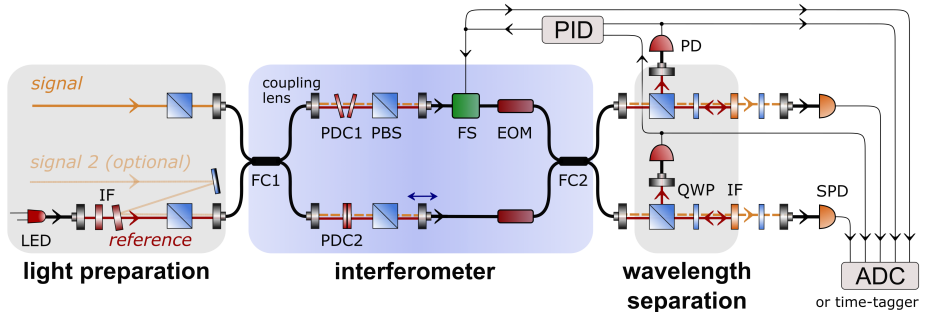 PID
PD
signal
coupling
lens
PDC1
PBS
FS
EOM
signal 2 (optional)
IF
FC1
FC2
QWP
IF
SPD
LED
reference
PDC2
light preparation
interferometer
wavelength
separation
ADC
or time-tagger